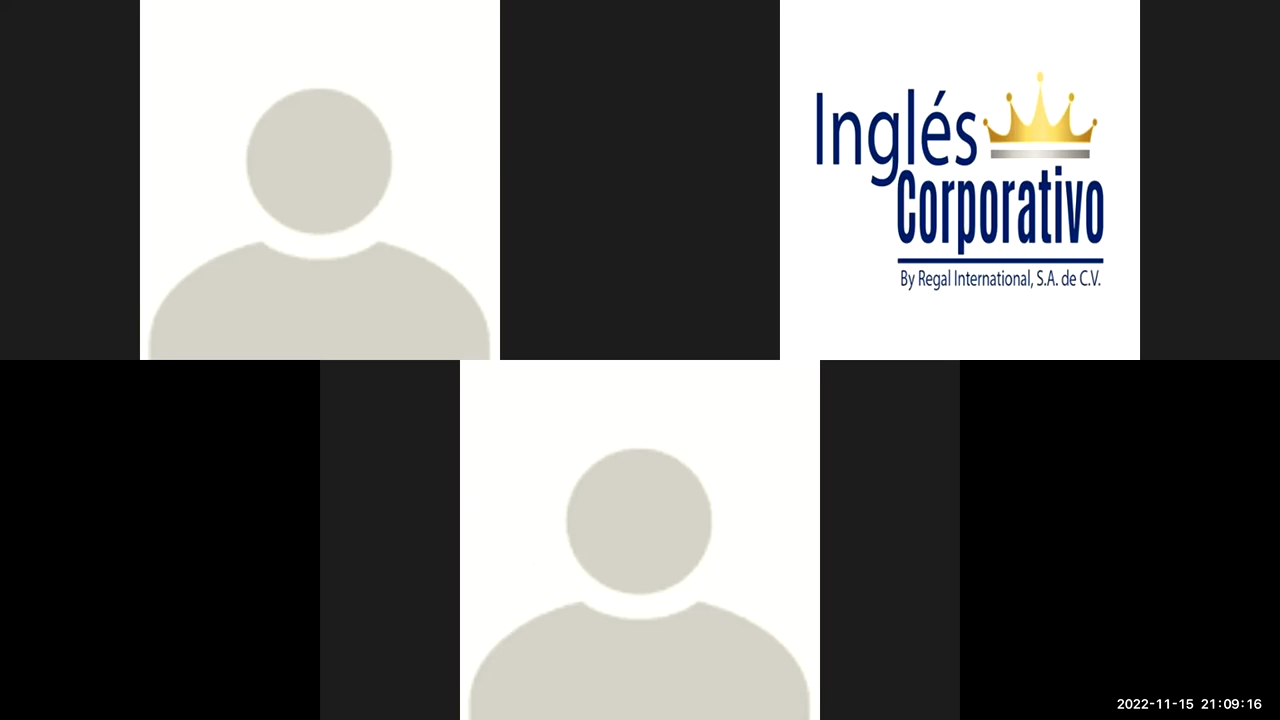 Inglés
Corporativo
By Regal International, S.A. de C.V.
2022-11-15 21:09:16